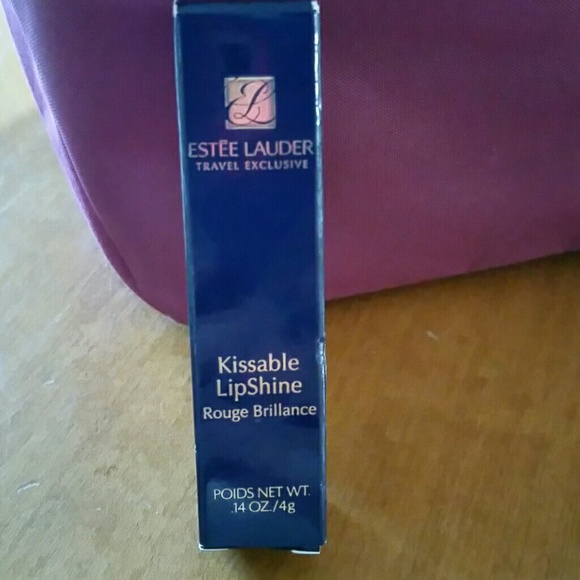 EL
ESTĒE LAUDER
TRAVEL EXCLUSIVE
Kissable
LipShine
Rouge Brillance
POIDS NET WT.
.14 OZ./4g